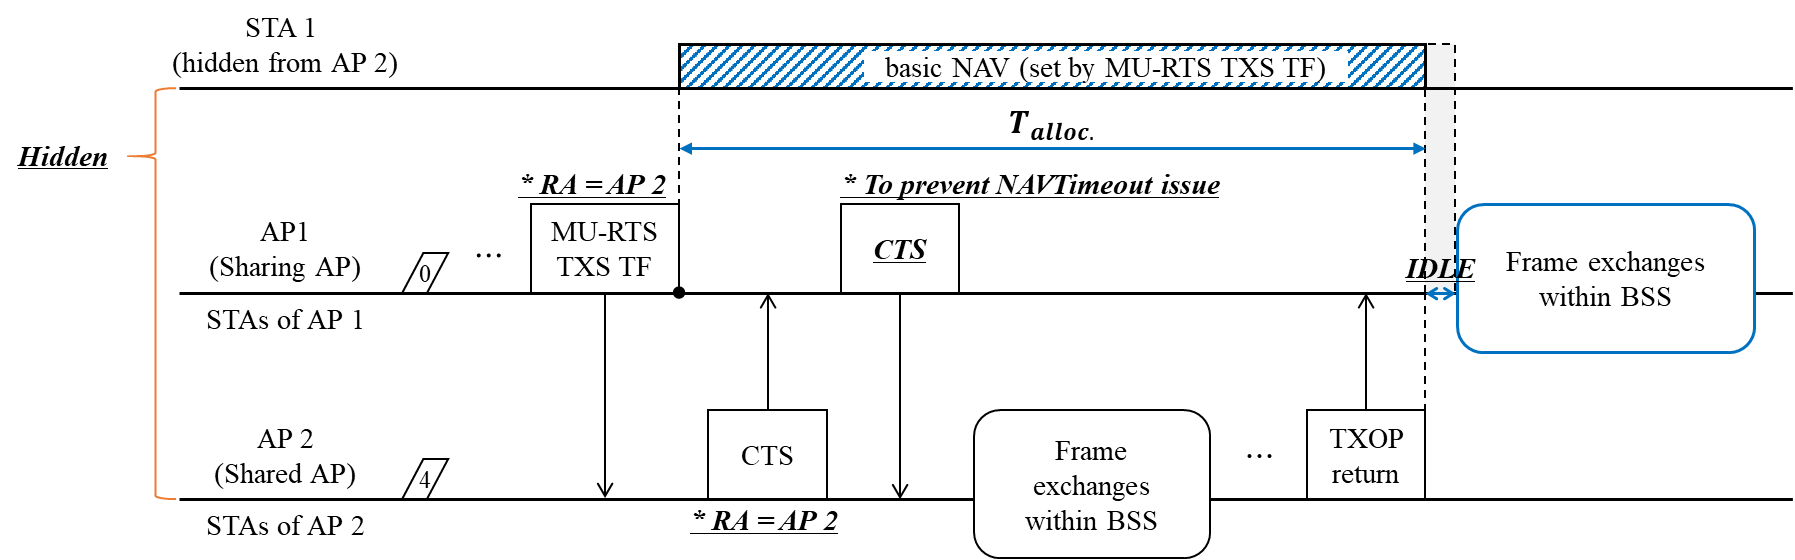 STA 1
(hidden from AP 2)
basic NAV (set by MU-RTS TXS TF)
T alloc.
Hidden
* RA = AP 2
* To prevent NAVTimeout issue
AP1
(Sharing AP)
0
...
MU-RTS
TXS TF
CTS
IDLE
Frame exchanges
within BSS
STAs of AP 1
AP 2
(Shared AP)
4
CTS
Frame
exchanges
within BSS
...
TXOP
return
* RA = AP 2
STAs of AP 2